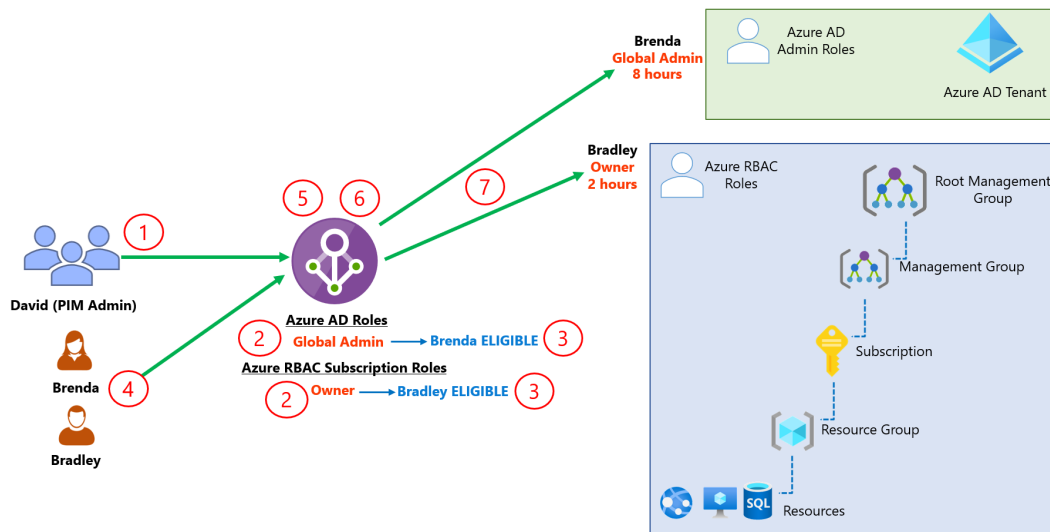 Brenda
Global Admin
8 hours
Azure AD
Admin Roles
Azure AD Tenant
Bradley
Owner
2 hours
Azure RBAC
Roles
Root Management
Group
Management Group
Subscription
Resource Group
SQL
Resources
5
6
7
1
David (PIM Admin)
Azure AD Roles
2
Global Admin
Brenda ELIGIBLE
3
Azure RBAC Subscription Roles
2
Owner
Bradley ELIGIBLE
3
Brenda
4
Bradley